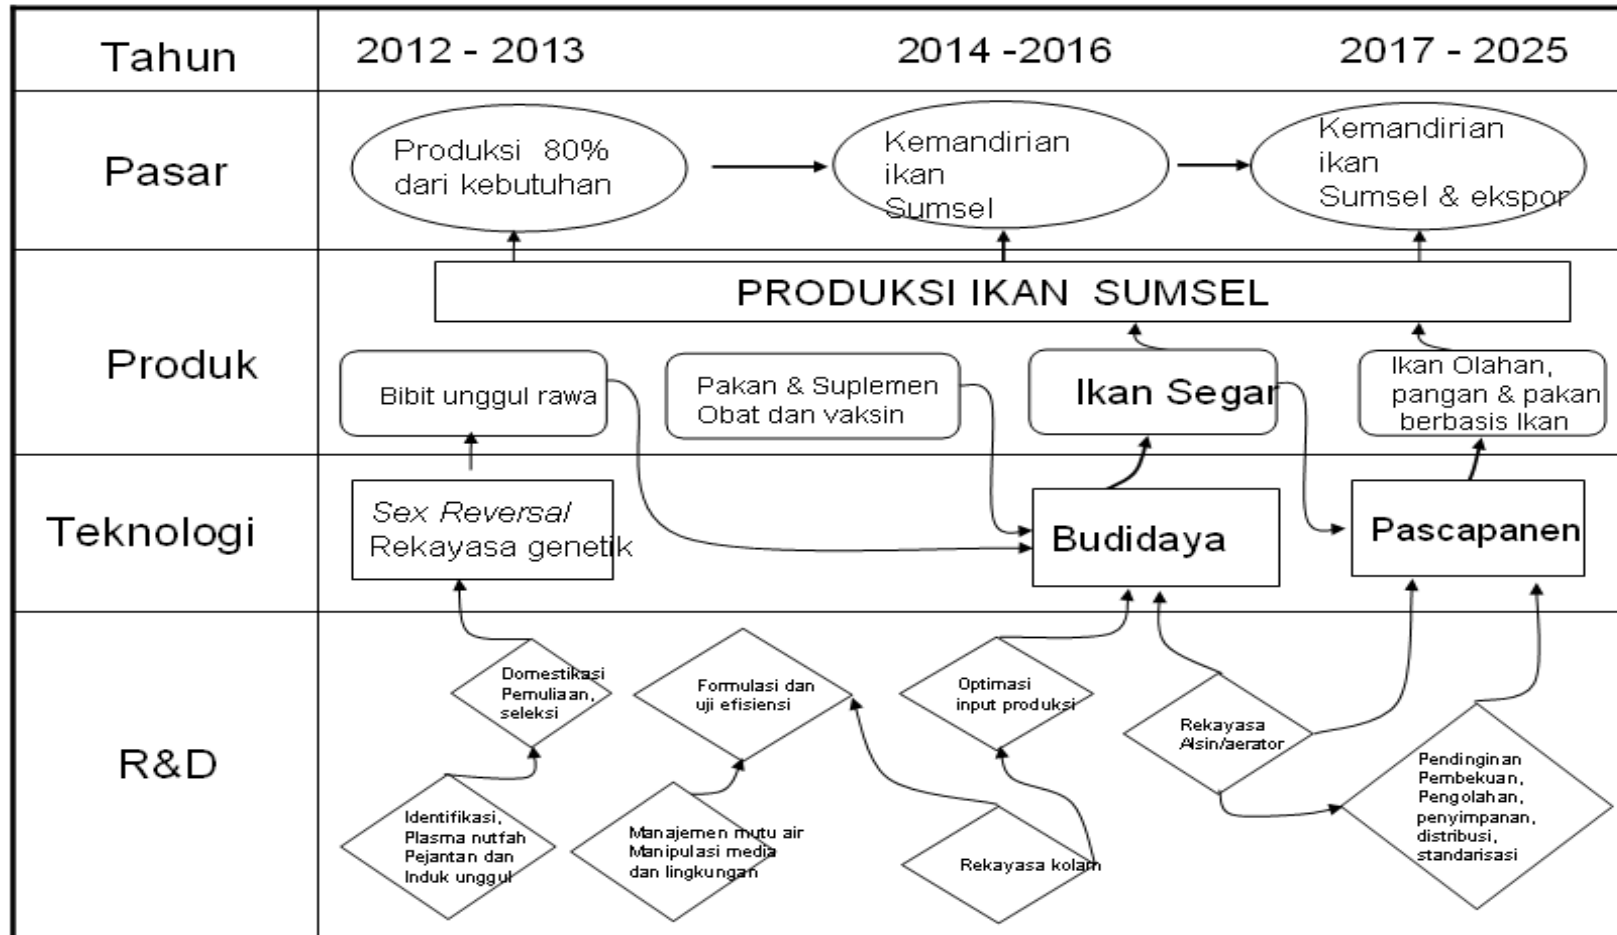 Tahun
2012 - 2013
2014 -2016
2017 - 2025
Pasar
Produksi 80%
dari kebutuhan
Kemandirian
ikan
Sumsel
Kemandirian
ikan
Sumsel & ekspor
Produk
PRODUKSI IKAN SUMSEL
Bibit unggul rawa
Pakan & Suplemen
Obat dan vaksin
Ikan Segar
Ikan Olahan,
pangan & pakan
berbasis Ikan
Teknologi
Sex Reversal
Rekayasa genetik
Budidaya
Pascapanen
R&D
Domestikasi
Pemuliaan,
seleksi
Formulasi dan
uji efisiensi
Optimasi
input produksi
Rekayasa
Alsin/aerator
Identifikasi,
Plasma nutfah
Pejantan dan
Induk unggul
Manajemen mutu air
Manipulasi media
dan lingkungan
Rekayasa kolam
Pendinginan
Pembekuan,
Pengolahan,
penyimpanan,
distribusi,
standarisasi